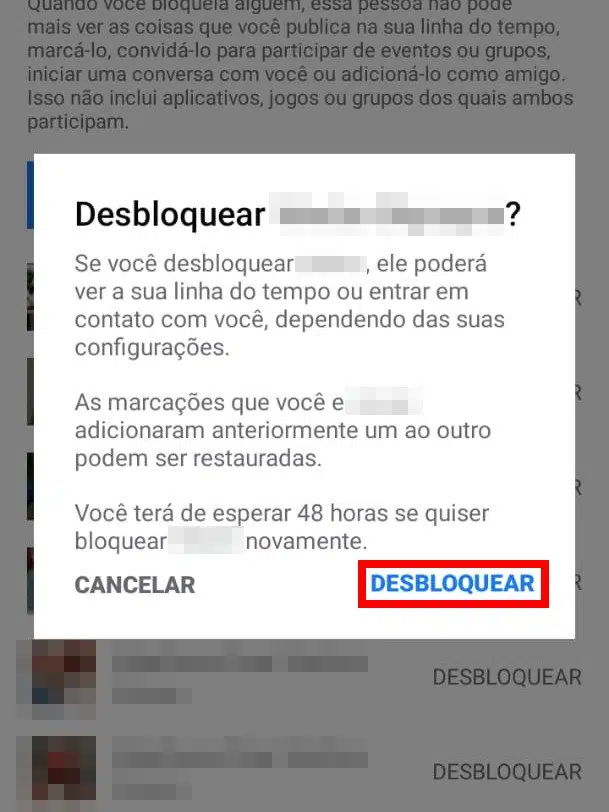 Quando você bloqueia alguém, essa pessoa não pode
mais ver as coisas que você publica na sua linha do tempo,
marcá-lo, convidá-lo para participar de eventos ou grupos,
iniciar uma conversa com você ou adicioná-lo como amigo.
Isso não inclui aplicativos, jogos ou grupos dos quais ambos
participam.
Desbloquear ?
Se você desbloquear , ele poderá
ver a sua linha do tempo ou entrar em
contato com você, dependendo das suas
configurações.
As marcações que você e
adicionaram anteriormente um ao outro
podem ser restauradas.
Você terá de esperar 48 horas se quiser
bloquear novamente.
CANCELAR DESBLOQUEAR
DESBLOQUEAR
DESBLOQUEAR